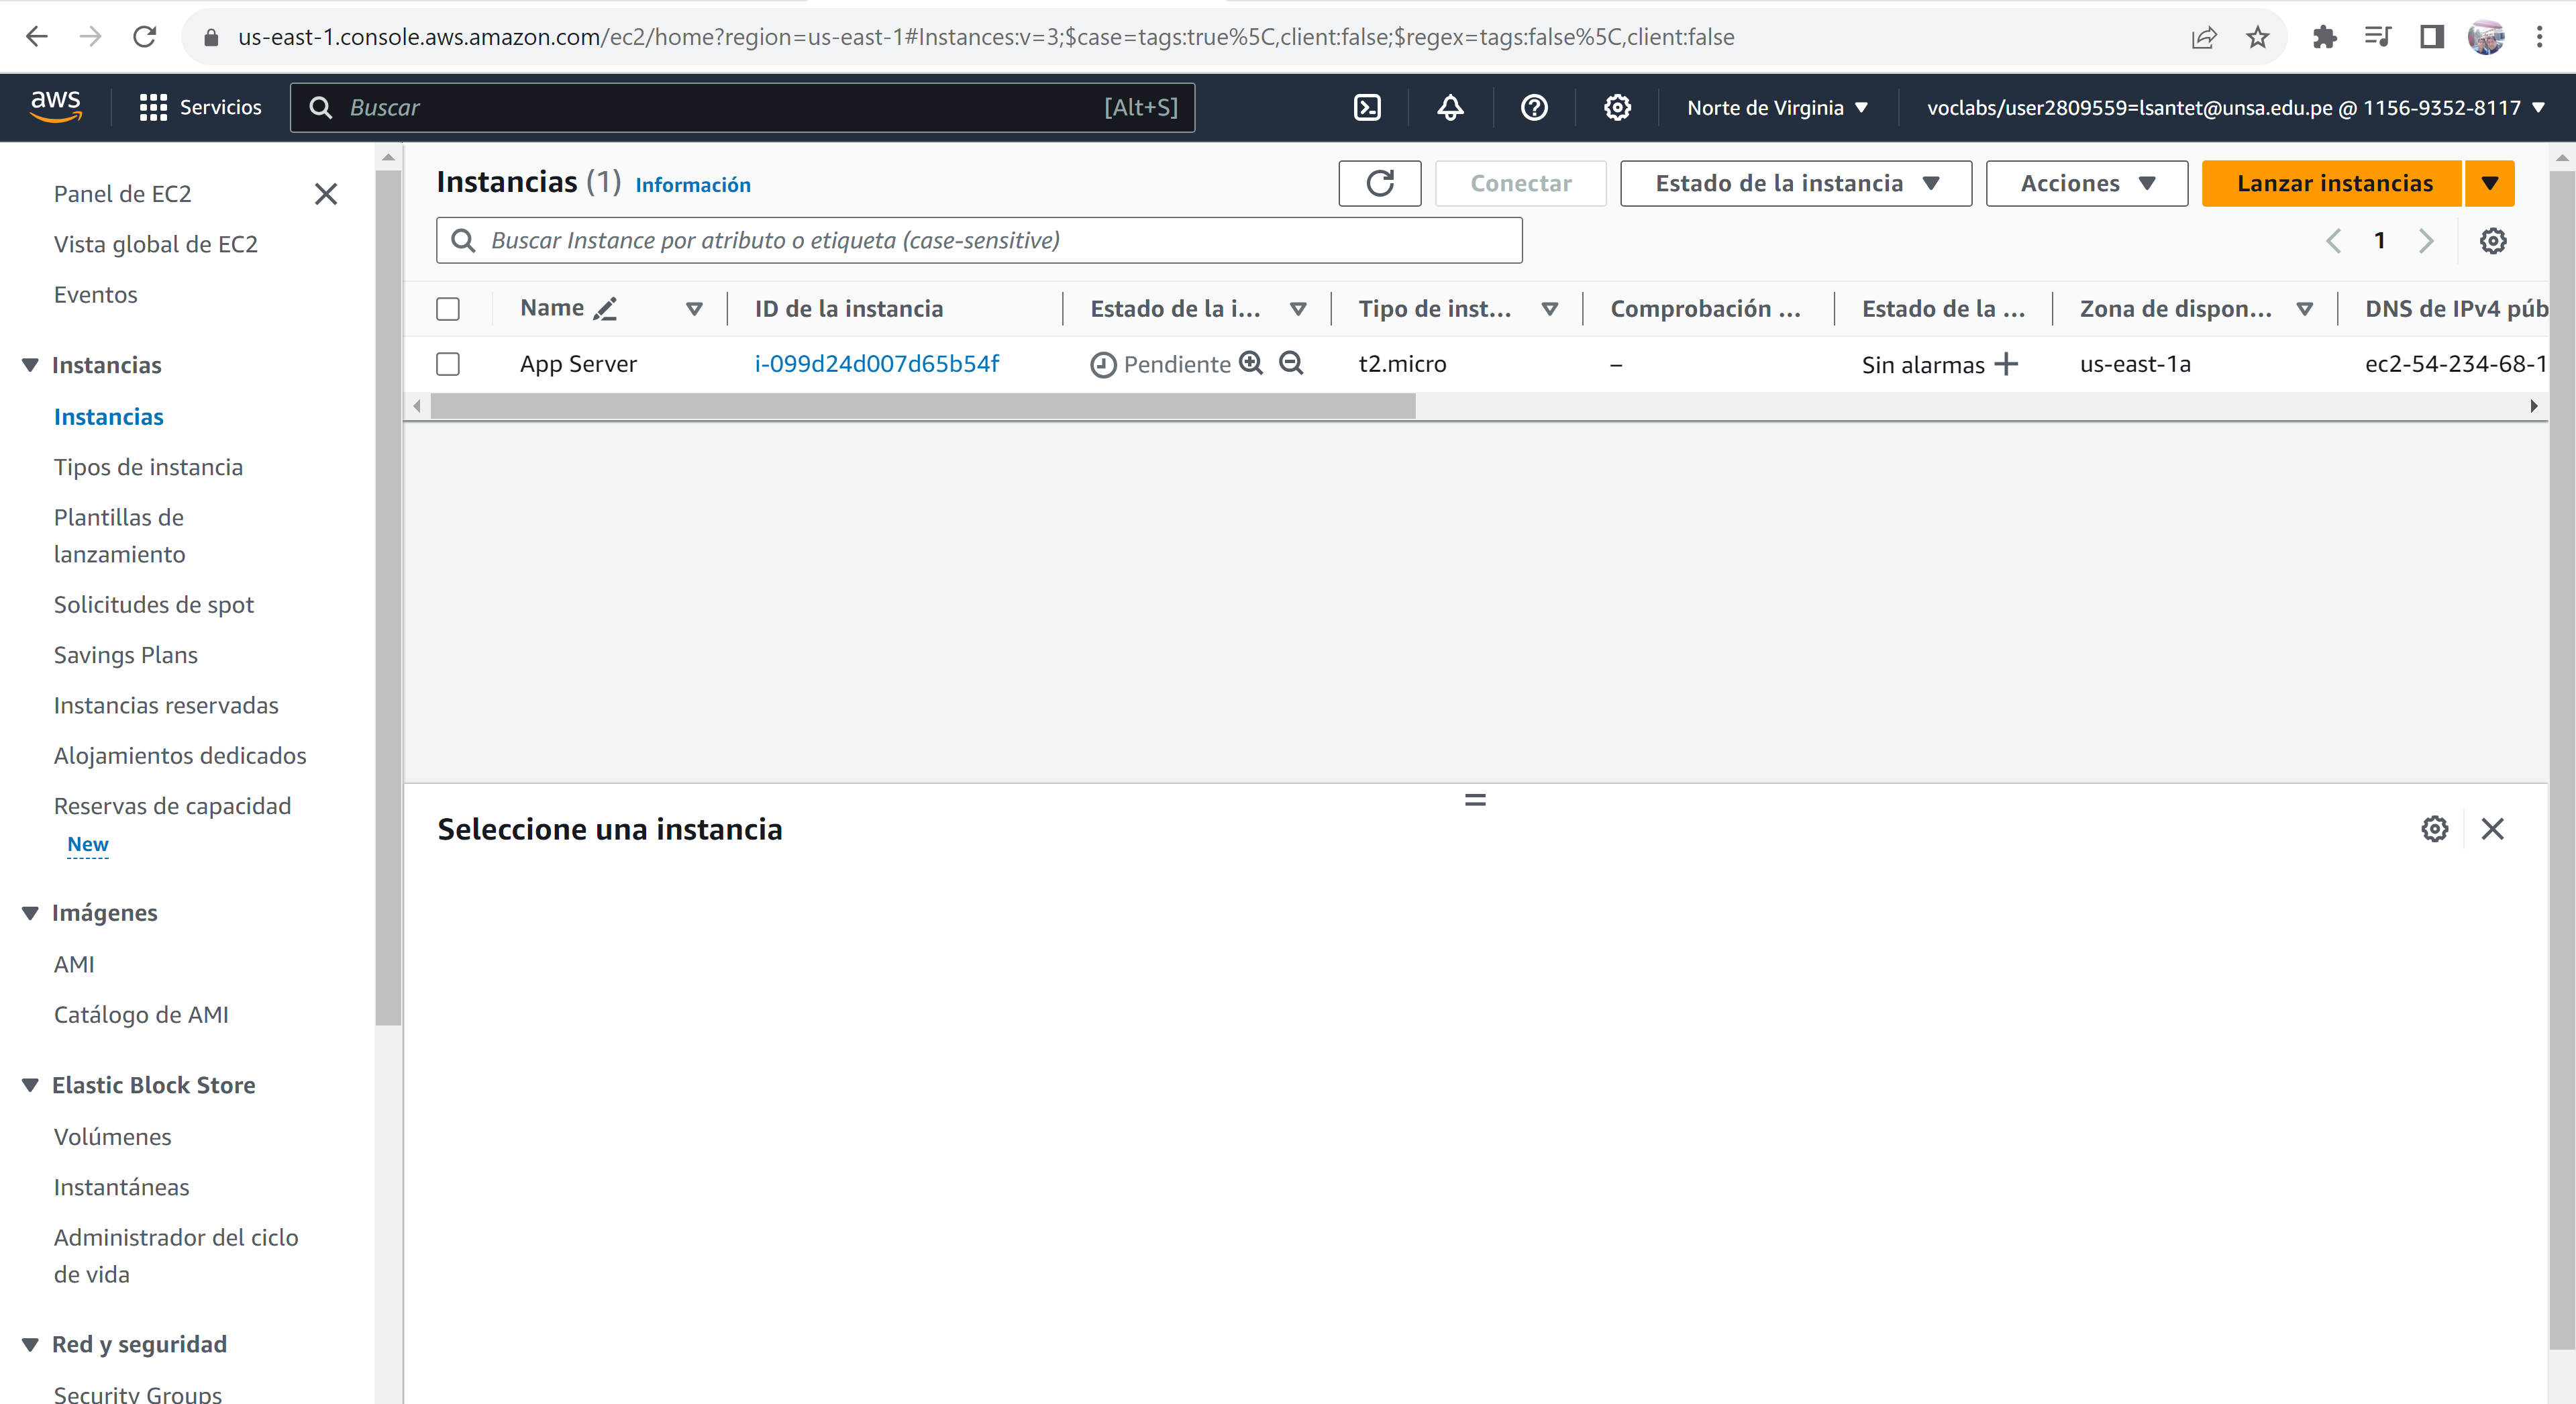 us-east-1.console.aws.amazon.com/ec2/home?region=us-east-1#Instances:v=3;$case=tags:true%5C,client:false;$regex=tags:false%5C,client:false
aws
Servicios
Buscar
[Alt+S]
Norte de Virginia
voclabs/user2809559=lsantet@unsa.edu.pe @ 1156-9352-8117
Panel de EC2
Vista global de EC2
Eventos
Instancias
Instancias
Tipos de instancia
Plantillas de
lanzamiento
Solicitudes de spot
Savings Plans
Instancias reservadas
Alojamientos dedicados
Reservas de capacidad
New
Imágenes
AMI
Catálogo de AMI
Elastic Block Store
Volúmenes
Instantáneas
Administrador del ciclo
de vida
Red y seguridad
Security Groups
Instancias (1) Información
Conectar
Estado de la instancia
Acciones
Lanzar instancias
Buscar Instance por atributo o etiqueta (case-sensitive)
1
Name
ID de la instancia
Estado de la i...
Tipo de inst...
Comprobación ...
Estado de la ...
Zona de dispon...
DNS de IPv4 púb
App Server
i-099d24d007d65b54f
Pendiente
t2.micro
–
Sin alarmas
us-east-1a
ec2-54-234-68-1
Seleccione una instancia